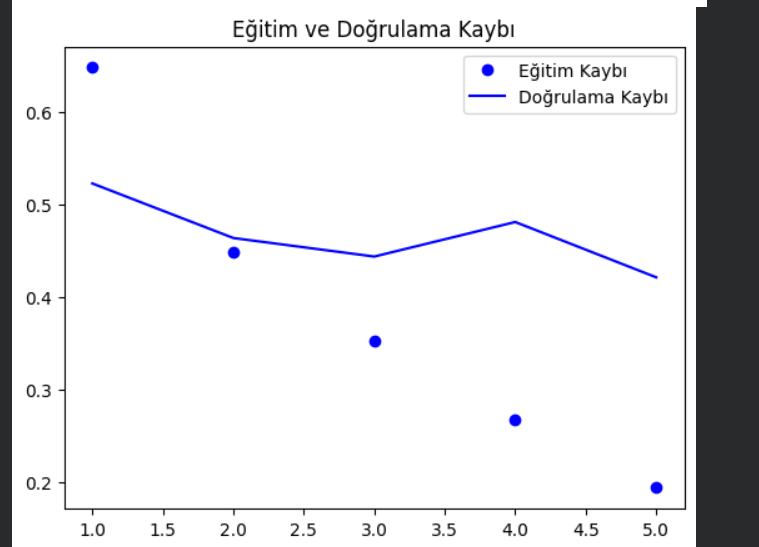 Eğitim ve Doğrulama Kaybı
Eğitim Kaybı
Doğrulama Kaybı
0.6
0.5
0.4
0.3
0.2
1.0 1.5 2.0 2.5 3.0 3.5 4.0 4.5 5.0